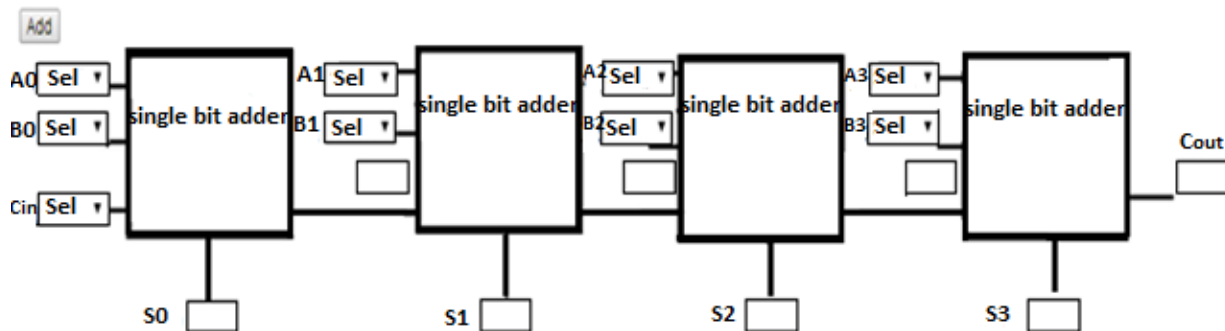 Add
A0 Sel
B0 Sel
Cin Sel
single bit adder
S0
A1 Sel
B1 Sel
single bit adder
S1
A2 Sel
B2 Sel
single bit adder
S2
A3 Sel
B3 Sel
single bit adder
S3
Cout